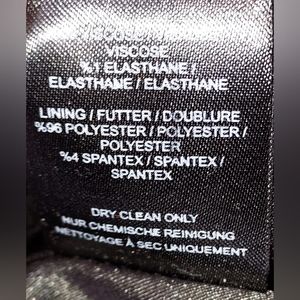 VISCOSE
VISCOSE
%1 ELASTHANE /
ELASTHANE / ELASTHANE
LINING / FUTTER / DOUBLURE
%96 POLYESTER / POLYESTER /
POLYESTER
%4 SPANTEX / SPANTEX /
SPANTEX
DRY CLEAN ONLY
NUR CHEMISCHE REINIGUNG
NETTOYAGE À SEC UNIQUEMENT